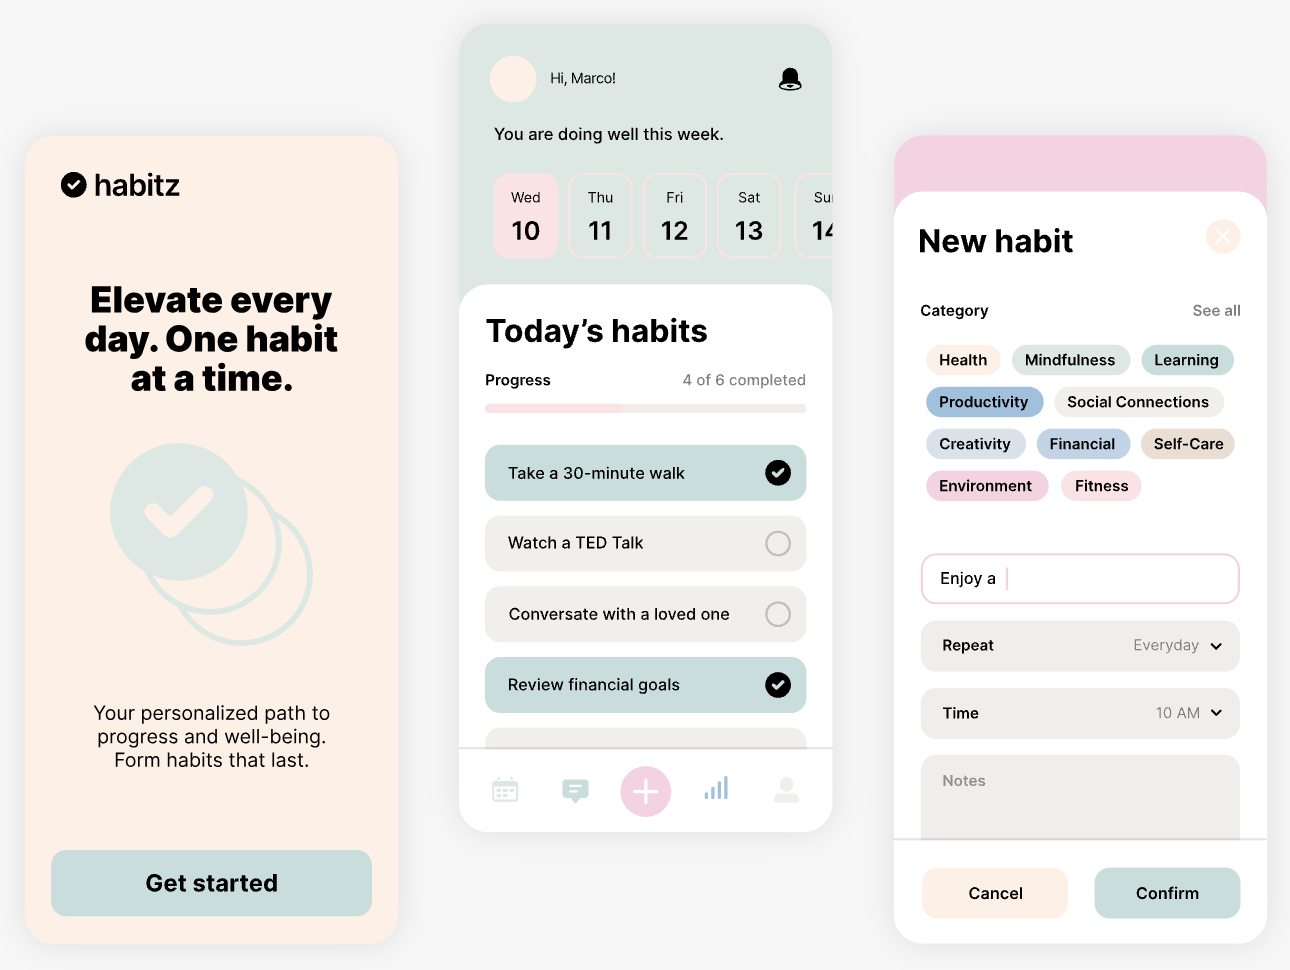 habitz
Elevate every
day. One habit
at a time.
Your personalized path to
progress and well-being.
Form habits that last.
Get started
Hi, Marco!
You are doing well this week.
Wed Thu Fri Sat Sun
10 11 12 13 14
Today’s habits
Progress 4 of 6 completed
Take a 30-minute walk
Watch a TED Talk
Conversate with a loved one
Review financial goals
New habit
Category See all
Health Mindfulness Learning
Productivity Social Connections
Creativity Financial Self-Care
Environment Fitness
Enjoy a
Repeat Everyday
Time 10 AM
Notes
Cancel Confirm